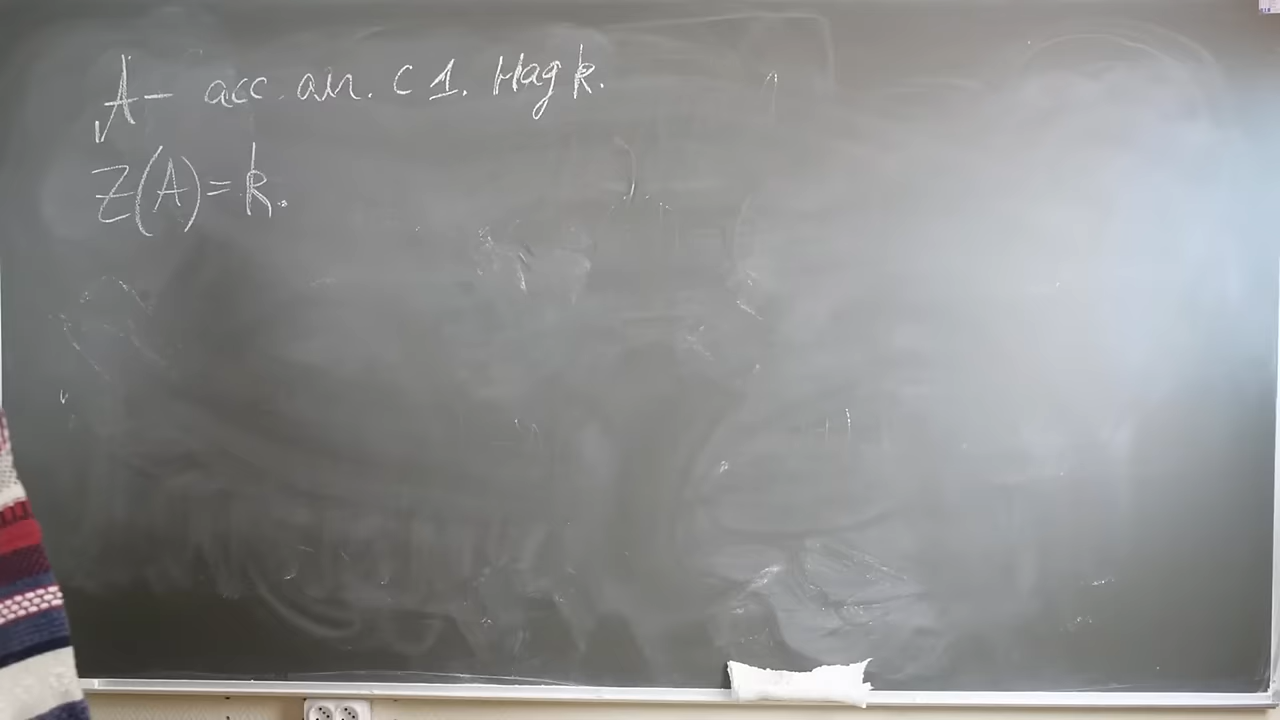 A – асс. ал. с 1. над k.
Z(A) = k.